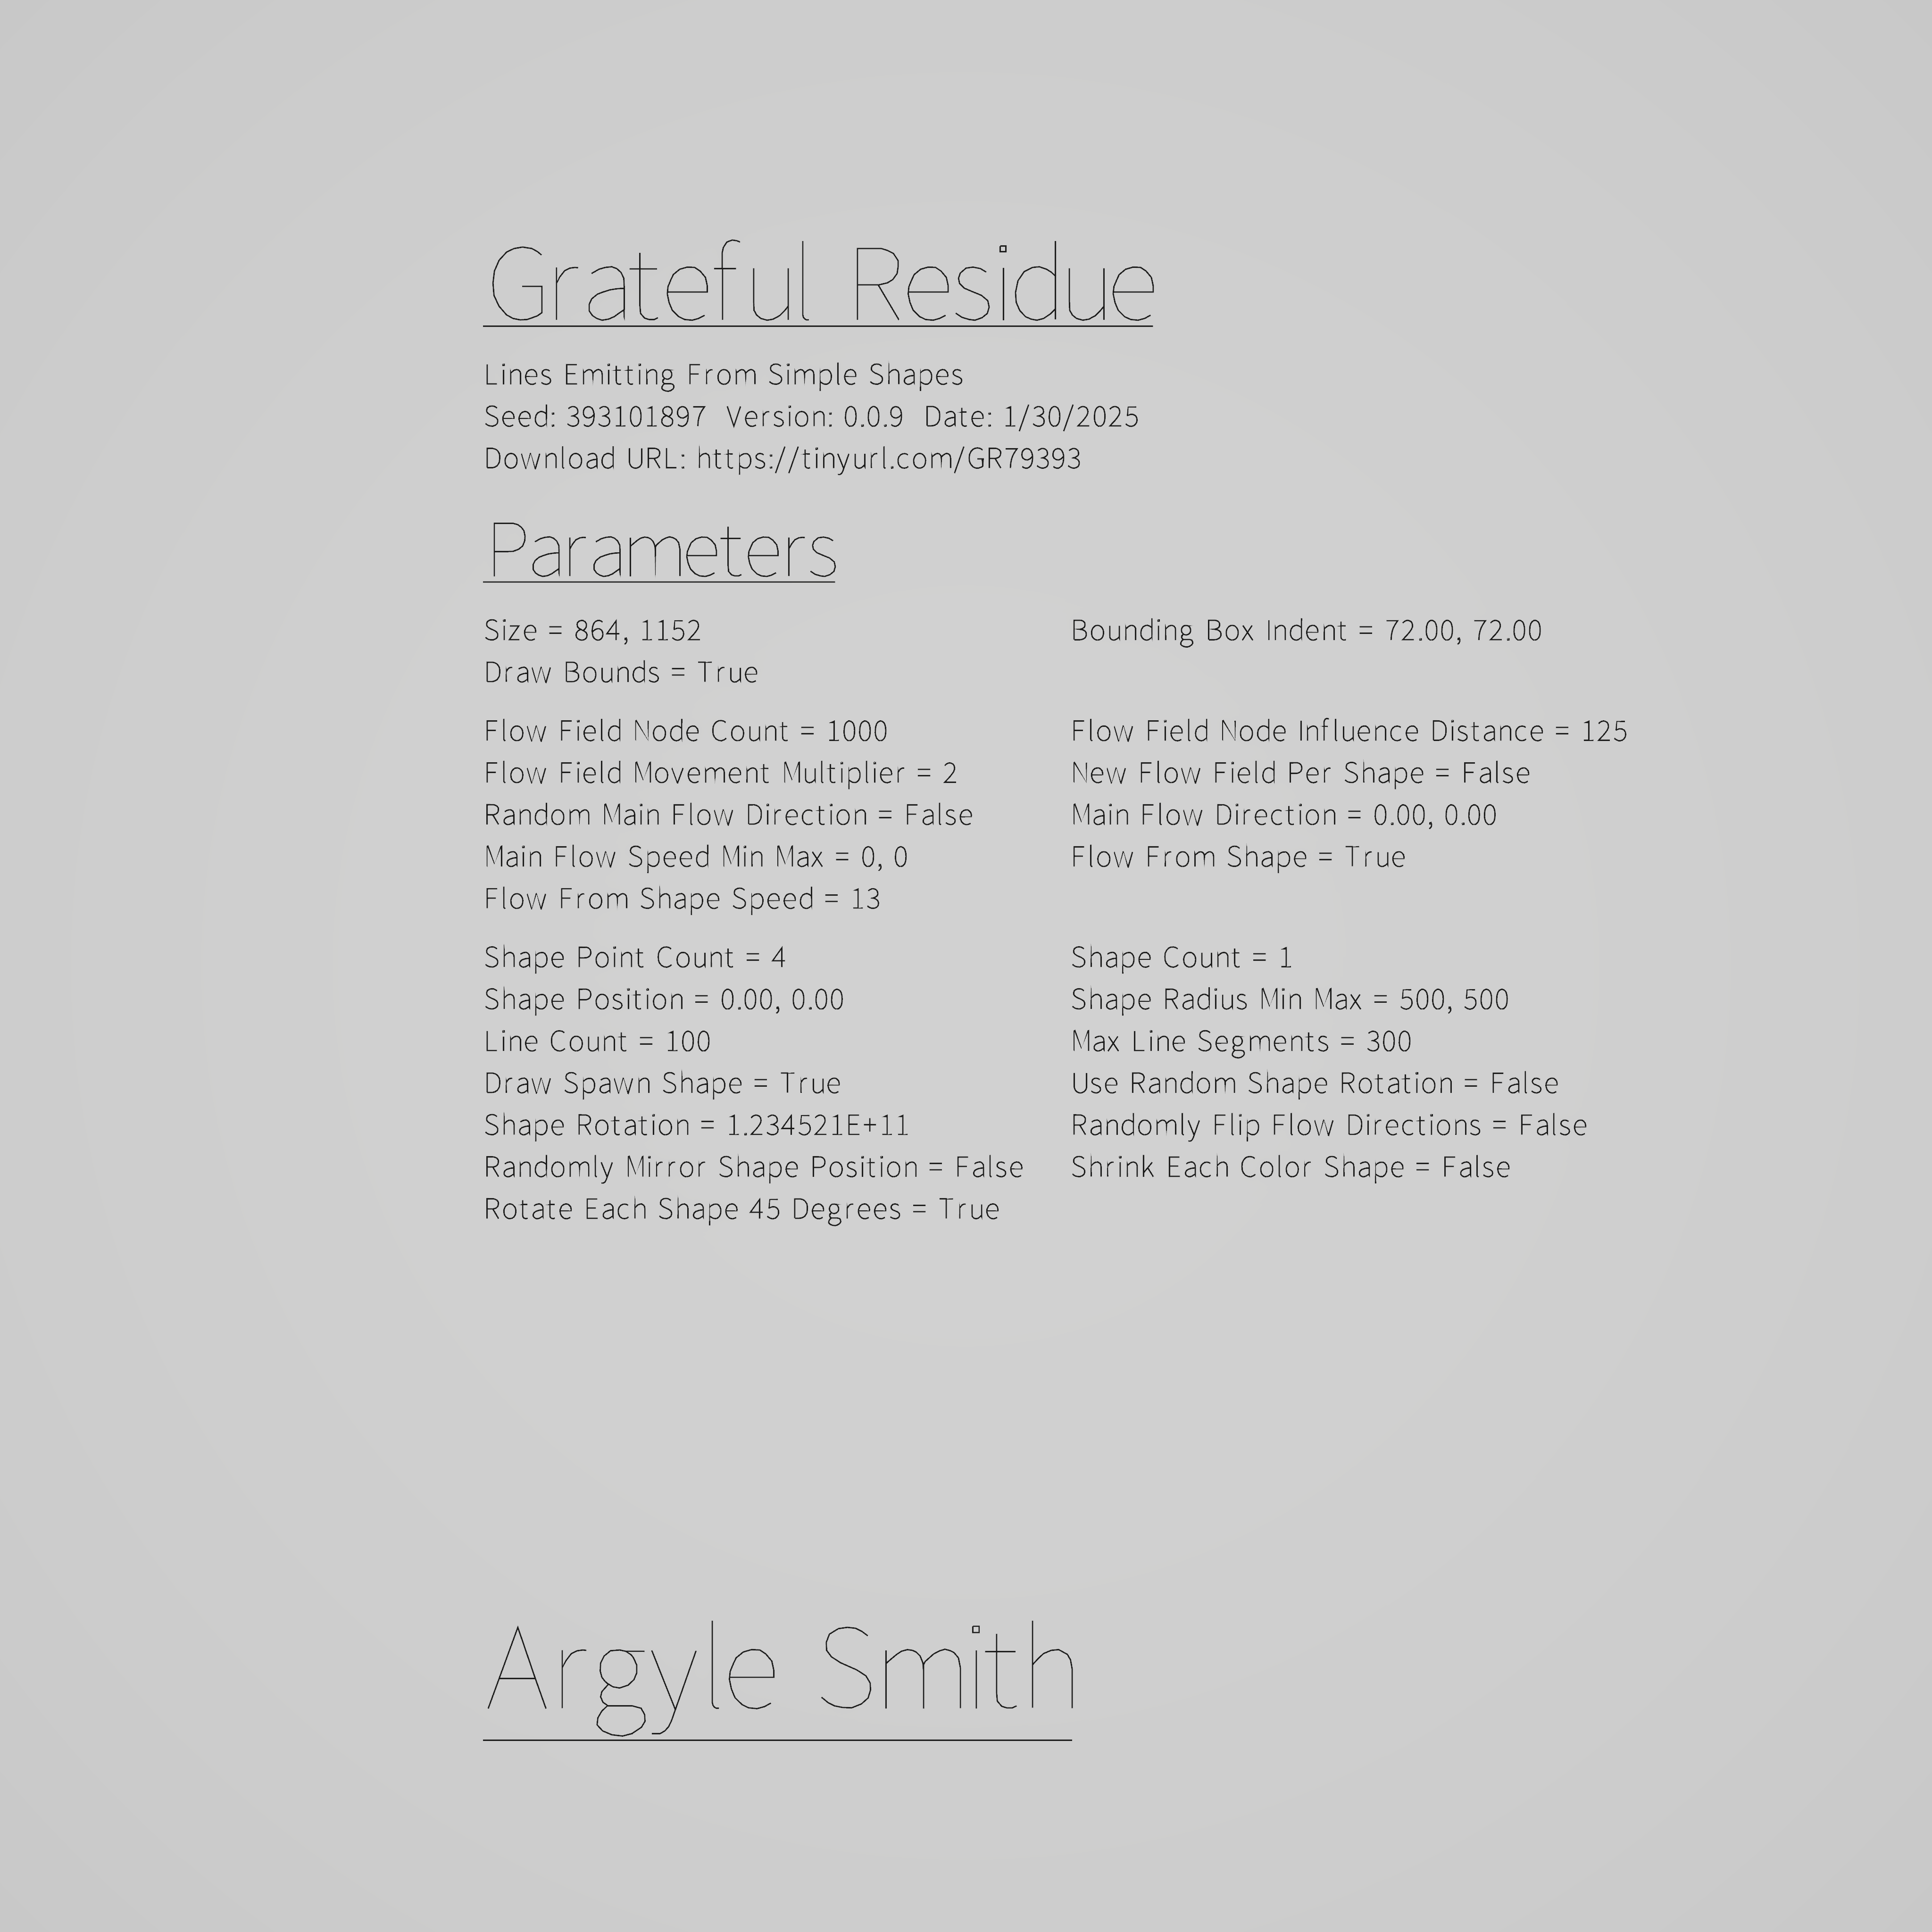 Grateful Residue
Lines Emitting From Simple Shapes
Seed: 393101897 Version: 0.0.9 Date: 1/30/2025
Download URL: https://tinyurl.com/GR79393
Parameters
Size = 864, 1152 Bounding Box Indent = 72.00, 72.00
Draw Bounds = True
Flow Field Node Count = 1000 Flow Field Node Influence Distance = 125
Flow Field Movement Multiplier = 2 New Flow Field Per Shape = False
Random Main Flow Direction = False Main Flow Direction = 0.00, 0.00
Main Flow Speed Min Max = 0, 0 Flow From Shape = True
Flow From Shape Speed = 13
Shape Point Count = 4 Shape Count = 1
Shape Position = 0.00, 0.00 Shape Radius Min Max = 500, 500
Line Count = 100 Max Line Segments = 300
Draw Spawn Shape = True Use Random Shape Rotation = False
Shape Rotation = 1.234521E+11 Randomly Flip Flow Directions = False
Randomly Mirror Shape Position = False Shrink Each Color Shape = False
Rotate Each Shape 45 Degrees = True
Argyle Smith